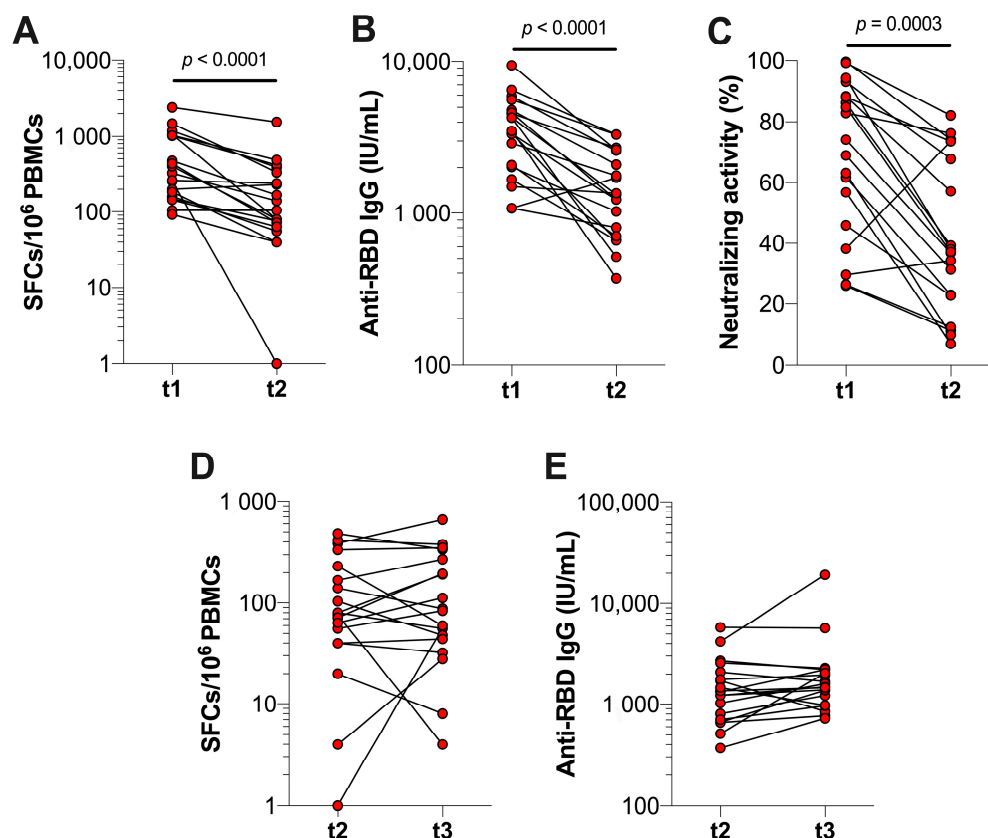 A
B
C
p < 0.0001
p < 0.0001
p = 0.0003
SFCs/10⁶ PBMCs
10,000
1 000
100
10
1
t1 t2
Anti-RBD IgG (IU/mL)
10,000
1 000
100
t1 t2
Neutralizing activity (%)
100
80
60
40
20
0
t1 t2
D
E
SFCs/10⁶ PBMCs
1 000
100
10
1
t2 t3
Anti-RBD IgG (IU/mL)
100,000
10,000
1 000
100
t2 t3